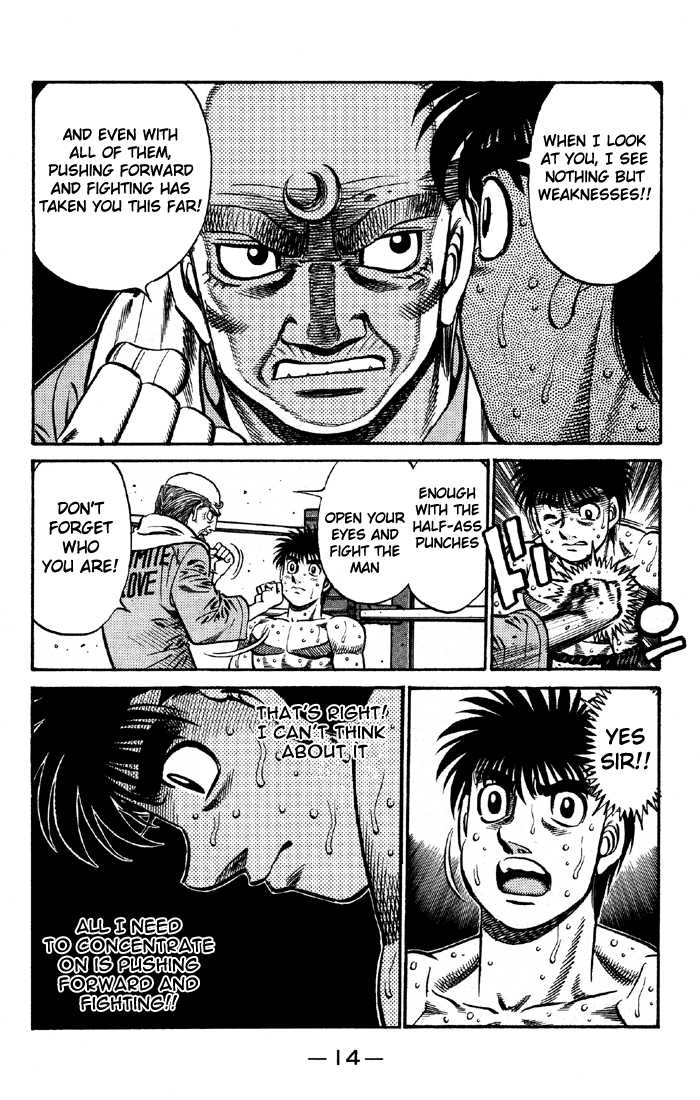 WHEN I LOOK
AT YOU, I SEE
NOTHING BUT
WEAKNESSES!!
AND EVEN WITH
ALL OF THEM,
PUSHING FORWARD
AND FIGHTING HAS
TAKEN YOU THIS FAR!
ドン
ENOUGH
WITH THE
HALF-ASS
PUNCHES
OPEN YOUR
EYES AND
FIGHT THE
MAN
DON'T
FORGET
WHO
YOU ARE!
LOVE
YES
SIR!!
THAT'S RIGHT!
I CAN'T THINK
ABOUT IT
ALL I NEED
TO CONCENTRATE
ON IS PUSHING
FORWARD AND
FIGHTING!!
—14—